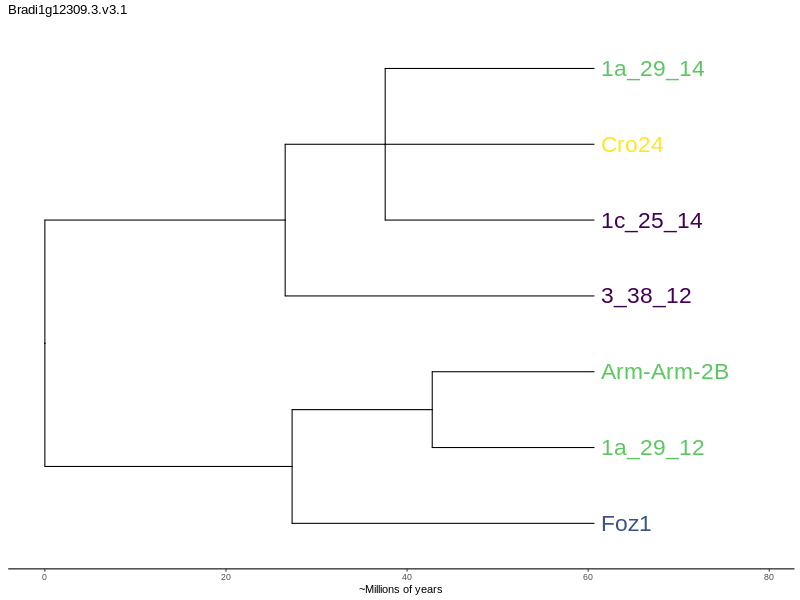 Bradi1g12309.3.v3.1
1a_29_14
Cro24
1c_25_14
3_38_12
Arm-Arm-2B
1a_29_12
Foz1
0 20 40 60 80
~Millions of years